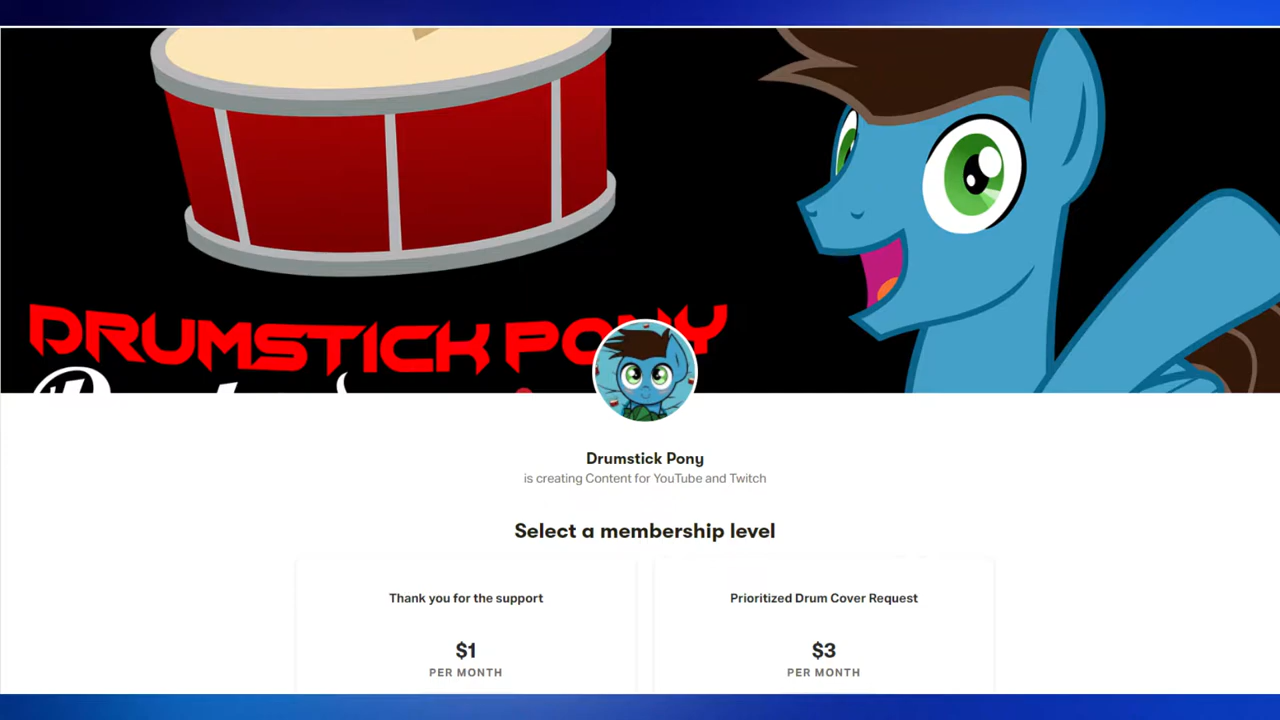 DRUMSTICK PONY
Drumstick Pony
is creating Content for YouTube and Twitch
Select a membership level
Thank you for the support
$1
PER MONTH
Prioritized Drum Cover Request
$3
PER MONTH